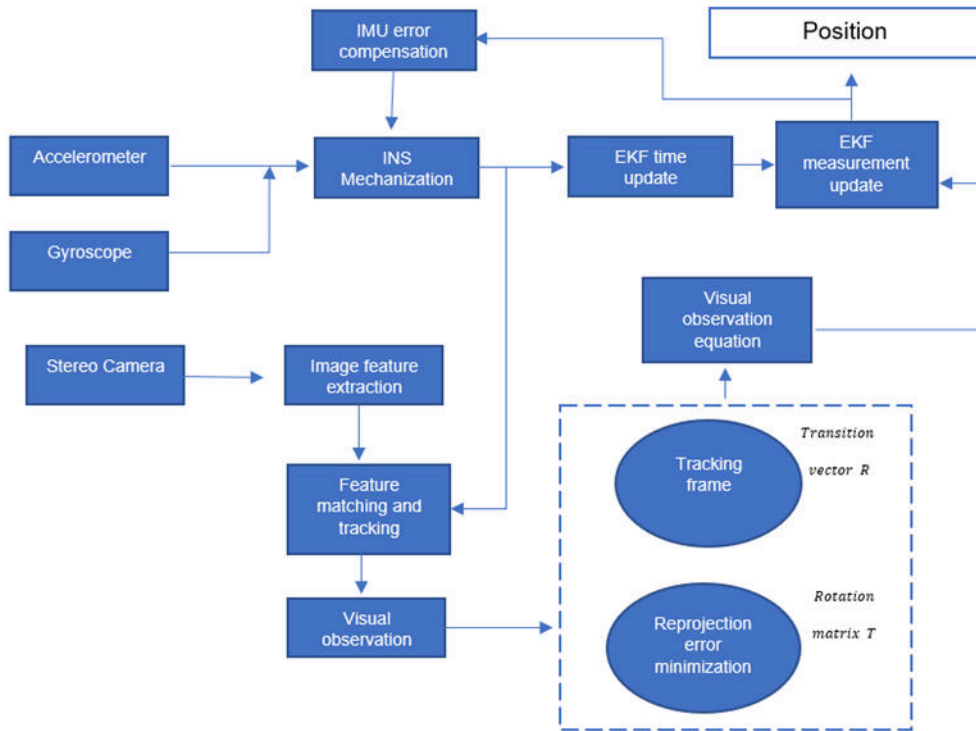 IMU error
compensation
Position
Accelerometer
INS
Mechanization
EKF time
update
EKF
measurement
update
Gyroscope
Visual
observation
equation
Stereo Camera
Image feature
extraction
Transition
vector R
Tracking
frame
Feature
matching and
tracking
Rotation
matrix T
Visual
observation
Reprojection
error
minimization